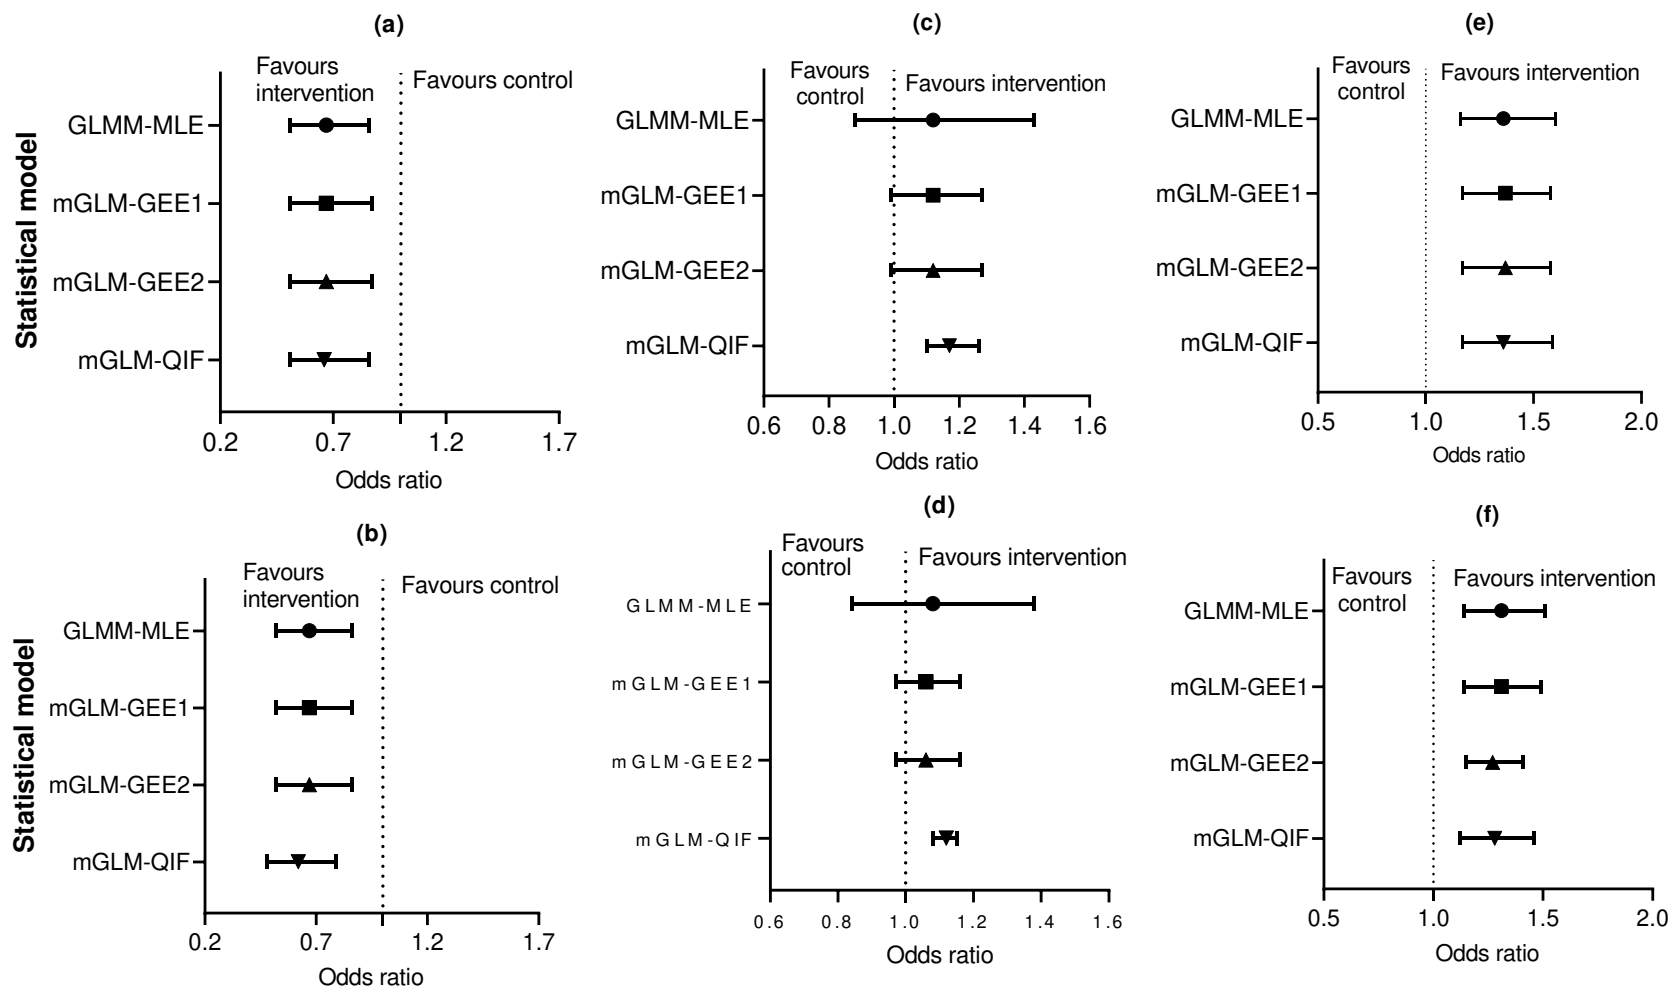 (a)
Favours
intervention
Favours control
Statistical model
GLMM-MLE
mGLM-GEE1
mGLM-GEE2
mGLM-QIF
0.2 0.7 1.2 1.7
Odds ratio
(c)
Favours
control
Favours intervention
GLMM-MLE
mGLM-GEE1
mGLM-GEE2
mGLM-QIF
0.6 0.8 1.0 1.2 1.4 1.6
Odds ratio
(e)
Favours
control
Favours intervention
GLMM-MLE
mGLM-GEE1
mGLM-GEE2
mGLM-QIF
0.5 1.0 1.5 2.0
Odds ratio
(b)
Favours
intervention
Favours control
Statistical model
GLMM-MLE
mGLM-GEE1
mGLM-GEE2
mGLM-QIF
0.2 0.7 1.2 1.7
Odds ratio
(d)
Favours
control
Favours intervention
GLMM-MLE
mGLM-GEE1
mGLM-GEE2
mGLM-QIF
0.6 0.8 1.0 1.2 1.4 1.6
Odds ratio
(f)
Favours
control
Favours intervention
GLMM-MLE
mGLM-GEE1
mGLM-GEE2
mGLM-QIF
0.5 1.0 1.5 2.0
Odds ratio